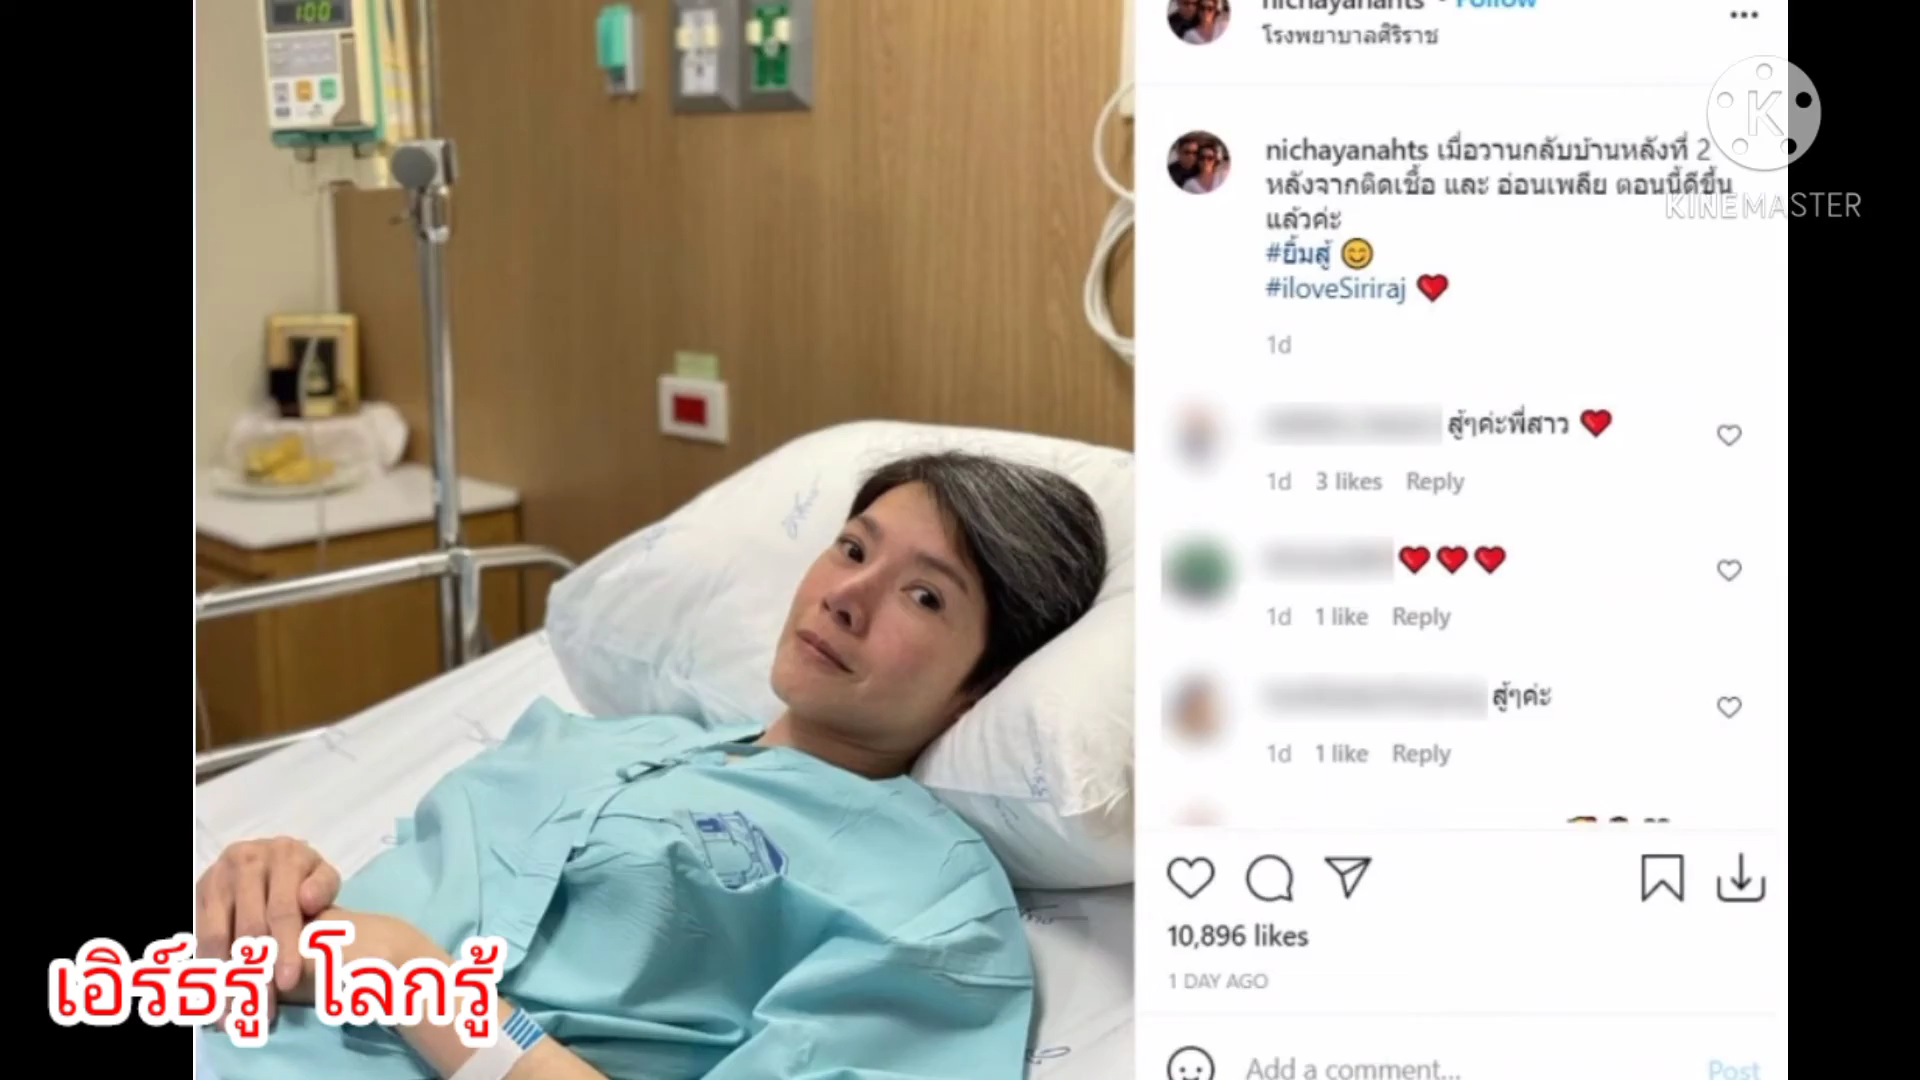 100
Follow
โรงพยาบาลศิริราช
nichayanahts เมื่อวานกลับบ้านหลังที่ 2
หลังจากติดเชื้อ และ อ่อนเพลีย ตอนนี้ดีขึ้น
แล้วค่ะ
#ยิ้มสู้ 😊
#iloveSiriraj ❤️
1d
สู้ๆค่ะพี่สาว ❤️
1d 3 likes Reply
❤️❤️❤️
1d 1 like Reply
สู้ๆค่ะ
1d 1 like Reply
10,896 likes
1 DAY AGO
Add a comment... Post
K
KINEMASTER
เอิร์ธรู้ โลกรู้